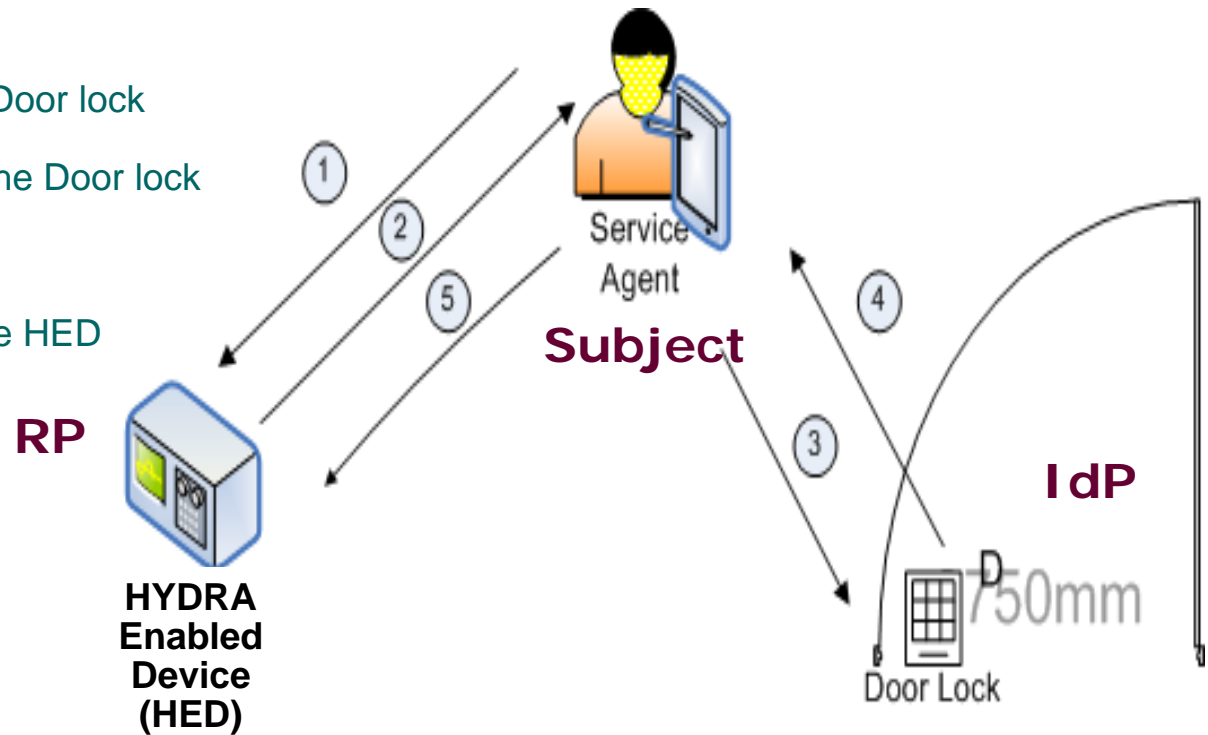 Door lock
he Door lock
e HED
1
2
5
4
3
Service
Agent
Subject
RP
IdP
HYDRA
Enabled
Device
(HED)
D
750mm
Door Lock